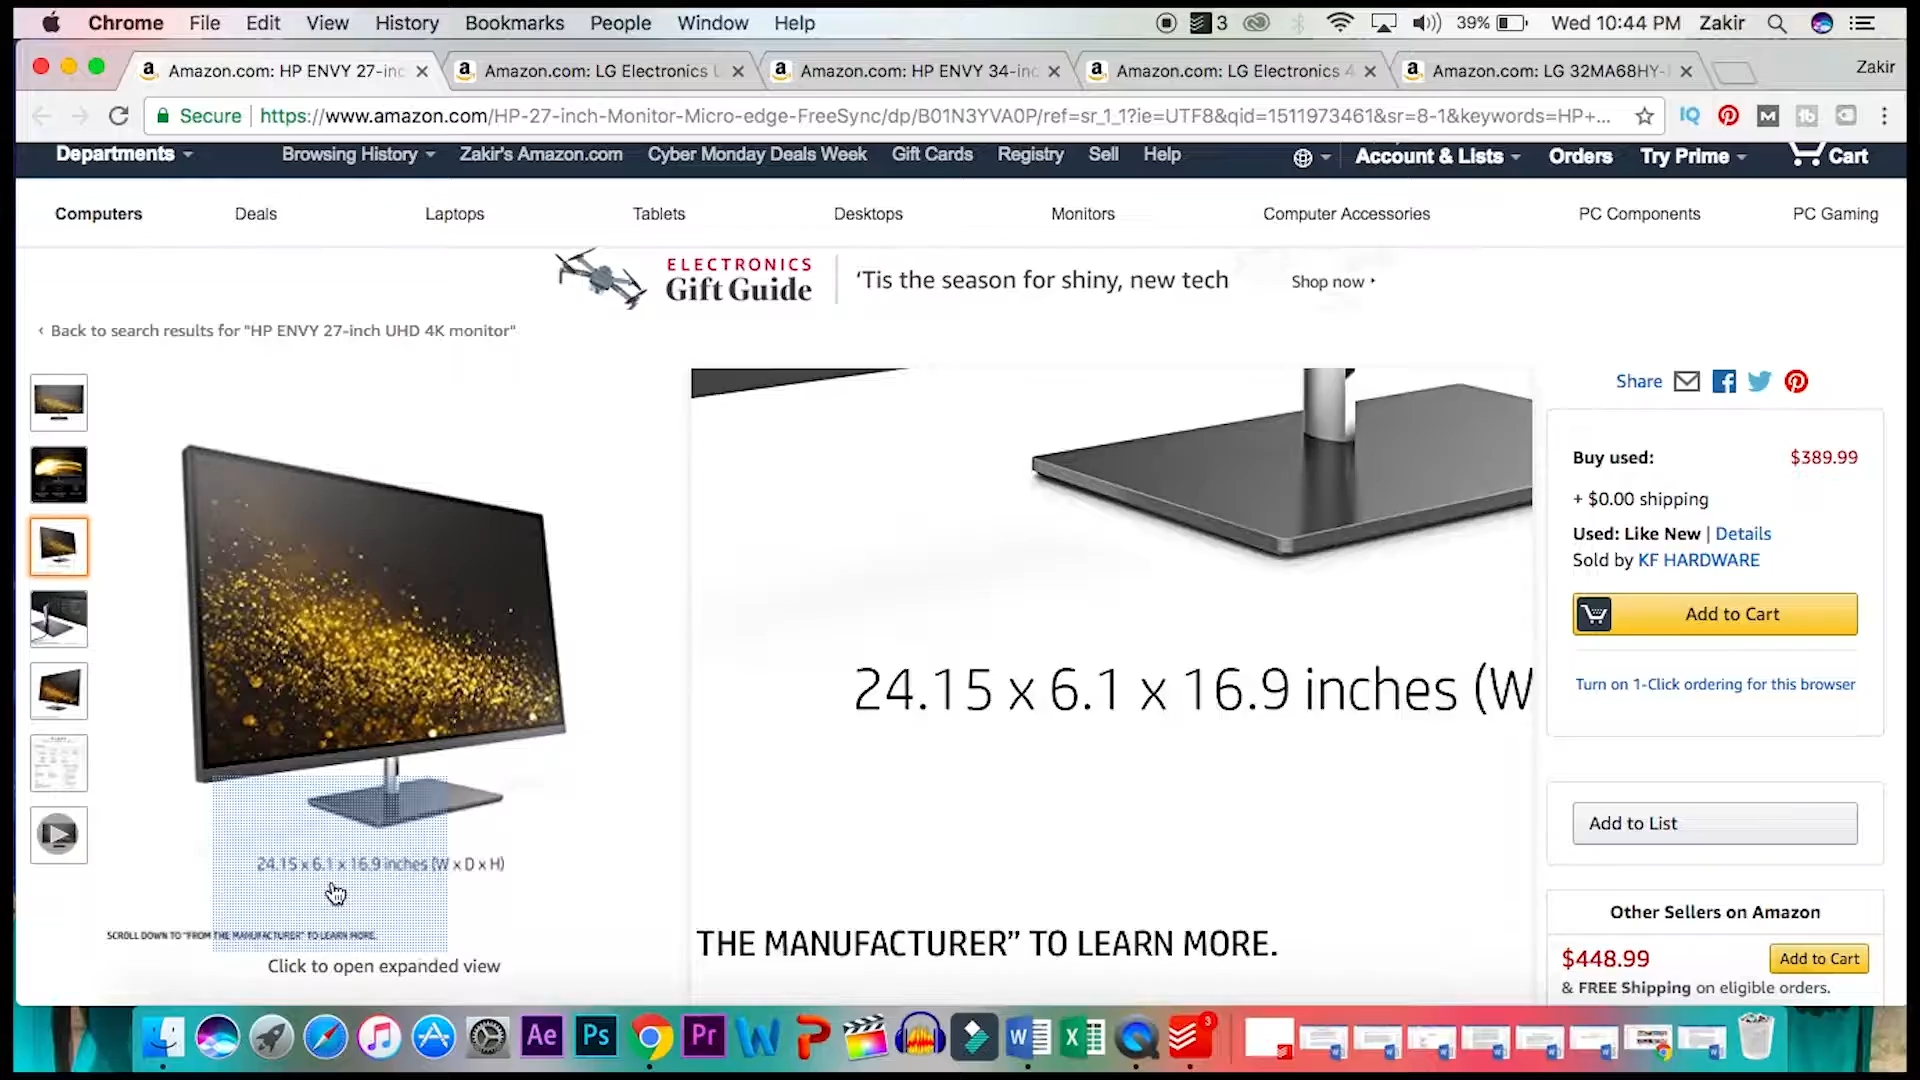 Chrome File Edit View History Bookmarks People Window Help 3 39% Wed 10:44 PM Zakir
Amazon.com: HP ENVY 27-inc Amazon.com: LG Electronics Amazon.com: HP ENVY 34-inc Amazon.com: LG Electronics 4 Amazon.com: LG 32MA68HY- Zakir
Secure https://www.amazon.com/HP-27-inch-Monitor-Micro-edge-FreeSync/dp/B01N3YVA0P/ref=sr_1_1?ie=UTF8&qid=1511973461&sr=8-1&keywords=HP+...
Departments Browsing History Zakir's Amazon.com Cyber Monday Deals Week Gift Cards Registry Sell Help Account & Lists Orders Try Prime Cart
Computers Deals Laptops Tablets Desktops Monitors Computer Accessories PC Components PC Gaming
ELECTRONICS
Gift Guide
‘Tis the season for shiny, new tech
Shop now
‹ Back to search results for "HP ENVY 27-inch UHD 4K monitor"
24.15 x 6.1 x 16.9 inches (W x D x H)
SCROLL DOWN TO "FROM THE MANUFACTURER" TO LEARN MORE.
Click to open expanded view
24.15 x 6.1 x 16.9 inches (W
THE MANUFACTURER” TO LEARN MORE.
Share
Buy used: $389.99
+ $0.00 shipping
Used: Like New | Details
Sold by KF HARDWARE
Add to Cart
Turn on 1-Click ordering for this browser
Add to List
Other Sellers on Amazon
$448.99 Add to Cart
& FREE Shipping on eligible orders.
Ae Ps Pr W 3